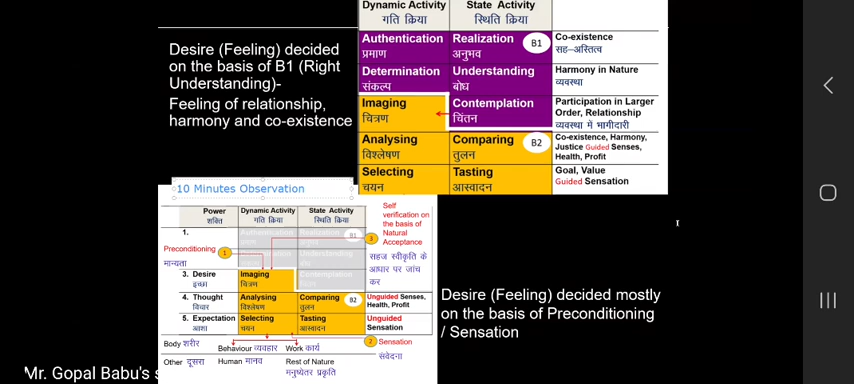 Dynamic Activity State Activity
गति क्रिया स्थिति क्रिया
Authentication Realization B1 Co-existence
प्रमाण अनुभव सह-अस्तित्व
Determination Understanding Harmony in Nature
संकल्प बोध व्यवस्था
Imaging Contemplation Participation in Larger
चित्रण चिंतन Order, Relationship
व्यवस्था में भागीदारी
Analysing Comparing B2 Co-existence, Harmony,
विश्लेषण तुलन Justice Guided Senses,
Health, Profit
Selecting Tasting Goal, Value
चयन आस्वादन Guided Sensation
Desire (Feeling) decided
on the basis of B1 (Right
Understanding)-
Feeling of relationship,
harmony and co-existence
10 Minutes Observation
Power Dynamic Activity State Activity
शक्ति गति क्रिया स्थिति क्रिया
1. Authentication Realization B1
Preconditioning 1
मान्यता
3. Desire Imaging Contemplation
इच्छा चित्रण
4. Thought Analysing Comparing B2 Unguided Senses,
विचार विश्लेषण तुलन Health, Profit
5. Expectation Selecting Tasting Unguided
आशा चयन आस्वादन Sensation
Self
verification on
the basis of
Natural
Acceptance
3
सहज स्वीकृति के
आधार पर जांच
कर
Body शरीर Behaviour व्यवहार Work कार्य 2 Sensation
संवेदना
Other दूसरा Human मानव Rest of Nature
मनुष्येतर प्रकृति
Desire (Feeling) decided mostly
on the basis of Preconditioning
/ Sensation
Mr. Gopal Babu's s